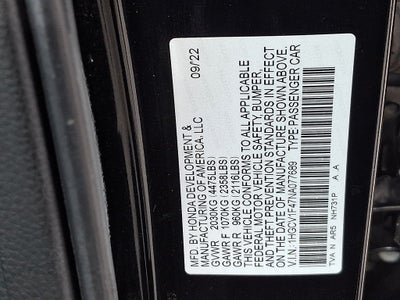 MFD. BY HONDA DEVELOPMENT & 09/22
MANUFACTURING OF AMERICA, LLC
GVWR 2030KG (4475LBS)
GAWR F 1070KG (2358LBS)
GAWR R 960KG (2116LBS)
THIS VEHICLE CONFORMS TO ALL APPLICABLE
FEDERAL MOTOR VEHICLE SAFETY, BUMPER,
AND THEFT PREVENTION STANDARDS IN EFFECT
ON THE DATE OF MANUFACTURE SHOWN ABOVE.
V.I.N.: 1HGCV1F47NA077689 TYPE:PASSENGER CAR
TVA N AR5 NH731P A A